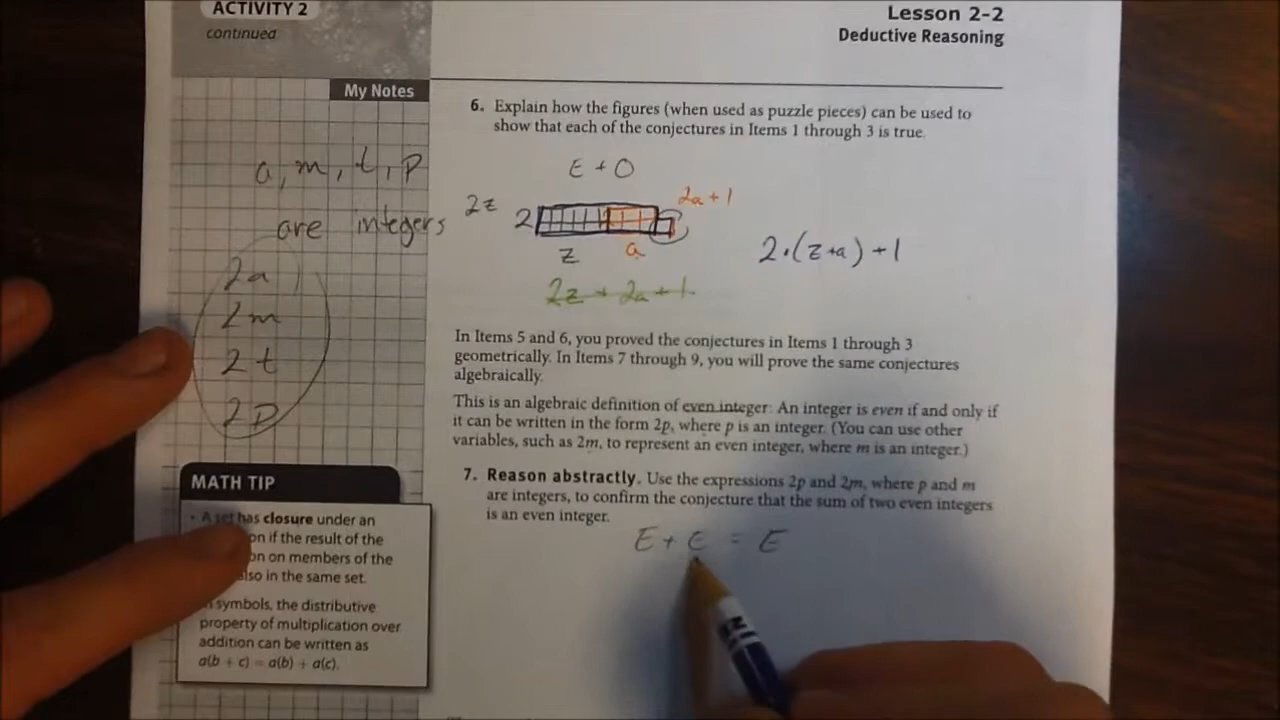 ACTIVITY 2
continued
Lesson 2-2
Deductive Reasoning
My Notes
a, m, t, p
are integers
2a
2m
2t
2p
6. Explain how the figures (when used as puzzle pieces) can be used to
show that each of the conjectures in Items 1 through 3 is true.
E + O
2z
2
2a + 1
z
a
2·(z+a) + 1
2z + 2a + 1
In Items 5 and 6, you proved the conjectures in Items 1 through 3
geometrically. In Items 7 through 9, you will prove the same conjectures
algebraically.
This is an algebraic definition of even integer: An integer is even if and only if
it can be written in the form 2p, where p is an integer. (You can use other
variables, such as 2m, to represent an even integer, where m is an integer.)
7. Reason abstractly. Use the expressions 2p and 2m, where p and m
are integers, to confirm the conjecture that the sum of two even integers
is an even integer.
E + E = E
MATH TIP
• A set has closure under an
on if the result of the
on on members of the
also in the same set.
symbols, the distributive
property of multiplication over
addition can be written as
a(b + c) = a(b) + a(c).